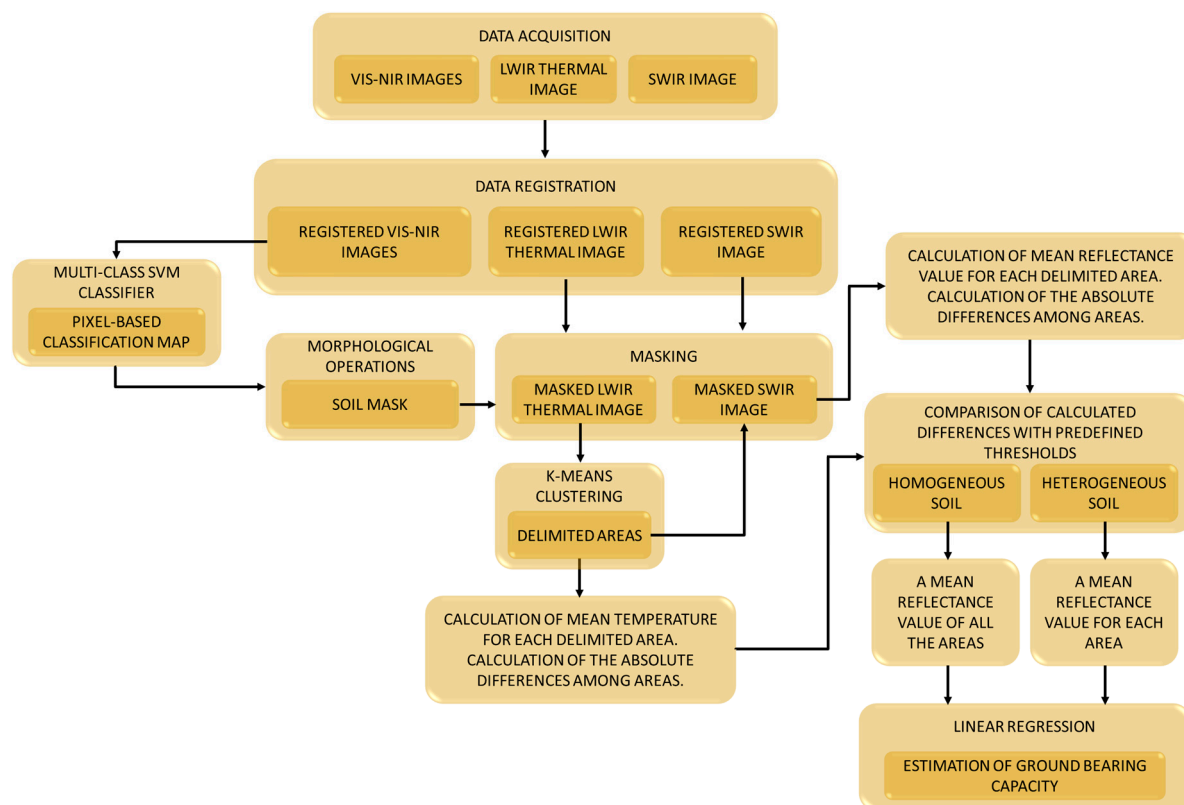 DATA ACQUISITION
VIS-NIR IMAGES
LWIR THERMAL
IMAGE
SWIR IMAGE
DATA REGISTRATION
REGISTERED VIS-NIR
IMAGES
REGISTERED LWIR
THERMAL IMAGE
REGISTERED SWIR
IMAGE
MULTI-CLASS SVM
CLASSIFIER
PIXEL-BASED
CLASSIFICATION MAP
MORPHOLOGICAL
OPERATIONS
SOIL MASK
MASKING
MASKED LWIR
THERMAL IMAGE
MASKED SWIR
IMAGE
K-MEANS
CLUSTERING
DELIMITED AREAS
CALCULATION OF MEAN TEMPERATURE
FOR EACH DELIMITED AREA.
CALCULATION OF THE ABSOLUTE
DIFFERENCES AMONG AREAS.
CALCULATION OF MEAN REFLECTANCE
VALUE FOR EACH DELIMITED AREA.
CALCULATION OF THE ABSOLUTE
DIFFERENCES AMONG AREAS.
COMPARISON OF CALCULATED
DIFFERENCES WITH PREDEFINED
THRESHOLDS
HOMOGENEOUS
SOIL
HETEROGENEOUS
SOIL
A MEAN
REFLECTANCE
VALUE OF ALL
THE AREAS
A MEAN
REFLECTANCE
VALUE FOR EACH
AREA
LINEAR REGRESSION
ESTIMATION OF GROUND BEARING
CAPACITY